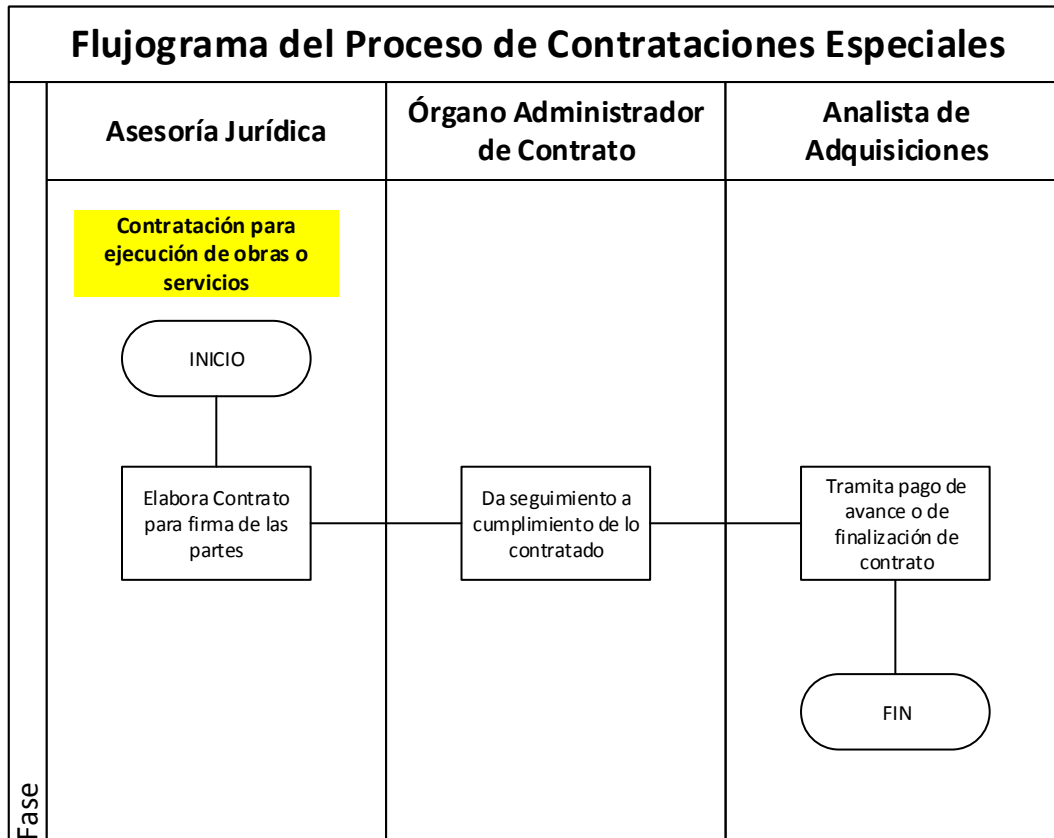 Flujograma del Proceso de Contrataciones Especiales
Asesoría Jurídica
Órgano Administrador
de Contrato
Analista de
Adquisiciones
Contratación para
ejecución de obras o
servicios
INICIO
Elabora Contrato
para firma de las
partes
Da seguimiento a
cumplimiento de lo
contratado
Tramita pago de
avance o de
finalización de
contrato
FIN
Fase